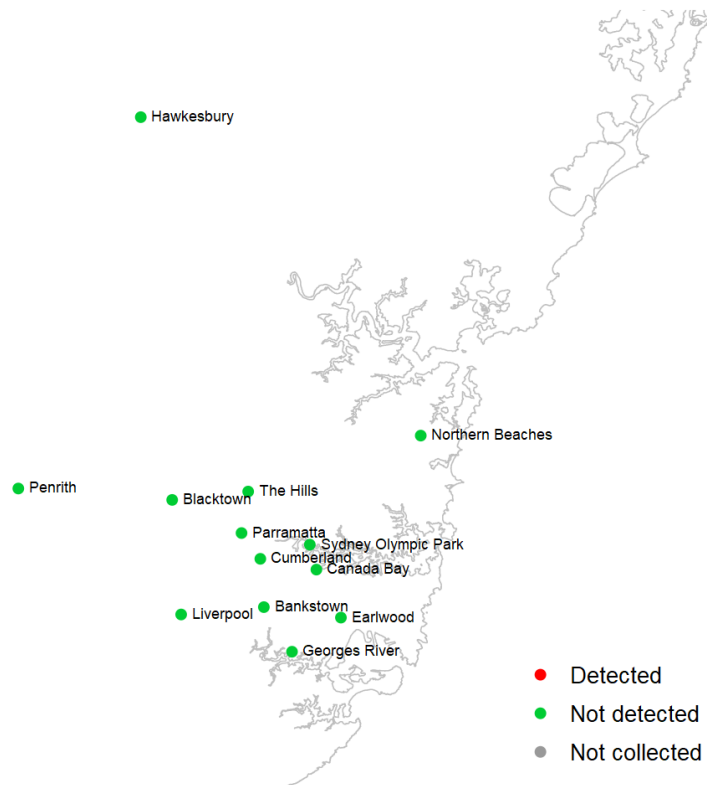 Hawkesbury
Northern Beaches
Penrith
The Hills
Blacktown
Parramatta
Sydney Olympic Park
Cumberland
Canada Bay
Bankstown
Liverpool
Earlwood
Georges River
Detected
Not detected
Not collected